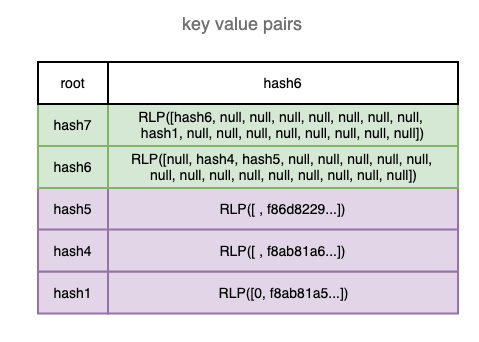 key value pairs
root hash6
hash7 RLP([hash6, null, null, null, null, null, null, null,
hash1, null, null, null, null, null, null, null, null])
hash6 RLP([null, hash4, hash5, null, null, null, null, null,
null, null, null, null, null, null, null, null, null])
hash5 RLP([ , f86d8229...])
hash4 RLP([ , f8ab81a6...])
hash1 RLP([0, f8ab81a5...])